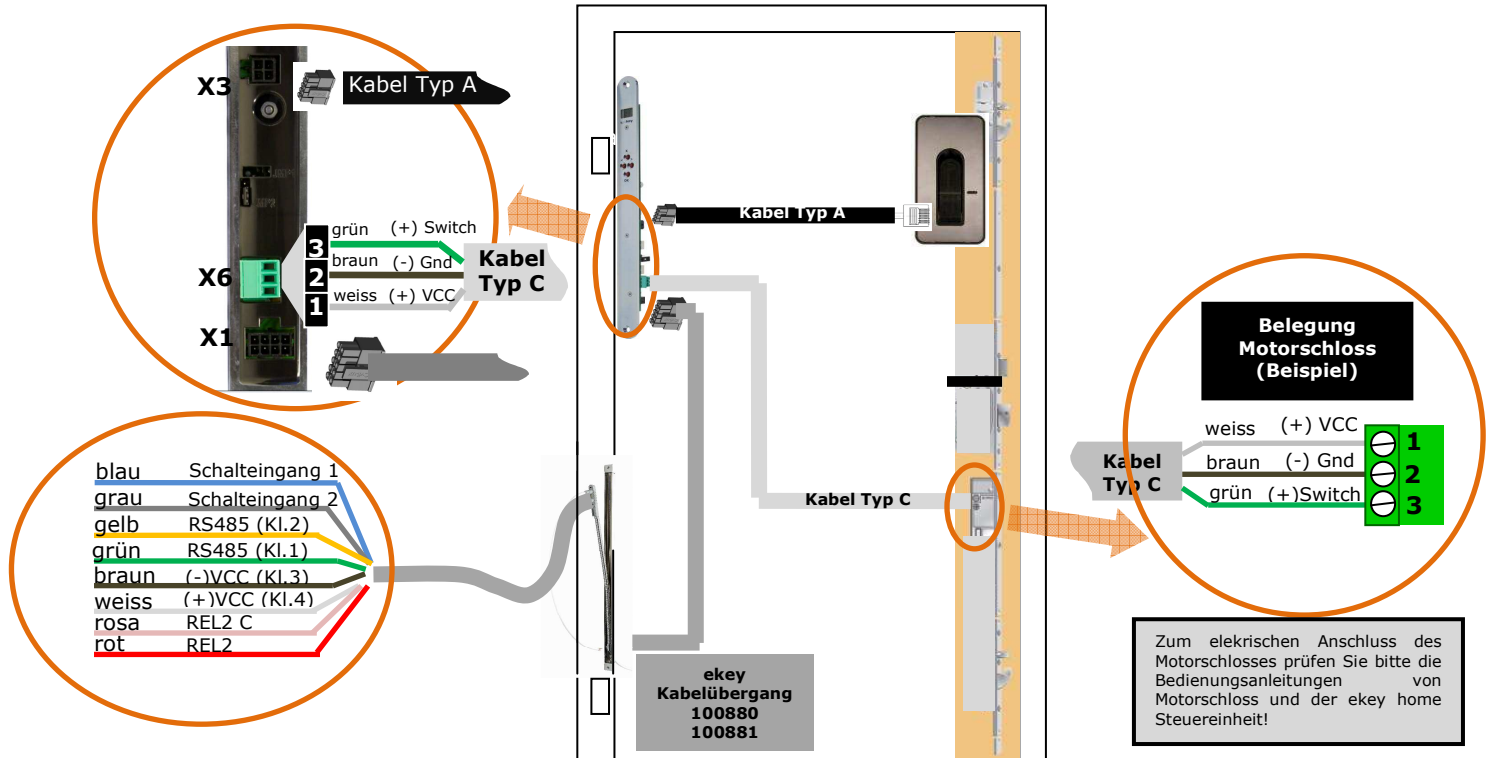 X3
Kabel Typ A
X6
3
2
1
grün (+) Switch
braun (-) Gnd
weiss (+) VCC
Kabel
Typ C
X1
blau Schalteingang 1
grau Schalteingang 2
gelb RS485 (Kl.2)
grün RS485 (Kl.1)
braun (-)VCC (Kl.3)
weiss (+)VCC (Kl.4)
rosa REL2 C
rot REL2
Kabel Typ A
Kabel Typ C
ekey
Kabelübergang
100880
100881
Belegung
Motorschloss
(Beispiel)
Kabel
Typ C
weiss (+) VCC
braun (-) Gnd
grün (+)Switch
1
2
3
Zum elekrischen Anschluss des
Motorschlosses prüfen Sie bitte die
Bedienungsanleitungen von
Motorschloss und der ekey home
Steuereinheit!